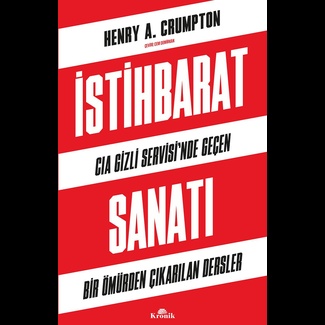 HENRY A. CRUMPTON
İSTİHBARAT
CIA GİZLİ SERVİSİ'NDE GEÇEN
SANATI
BİR ÖMÜRDEN ÇIKARILAN DERSLER
Kronik